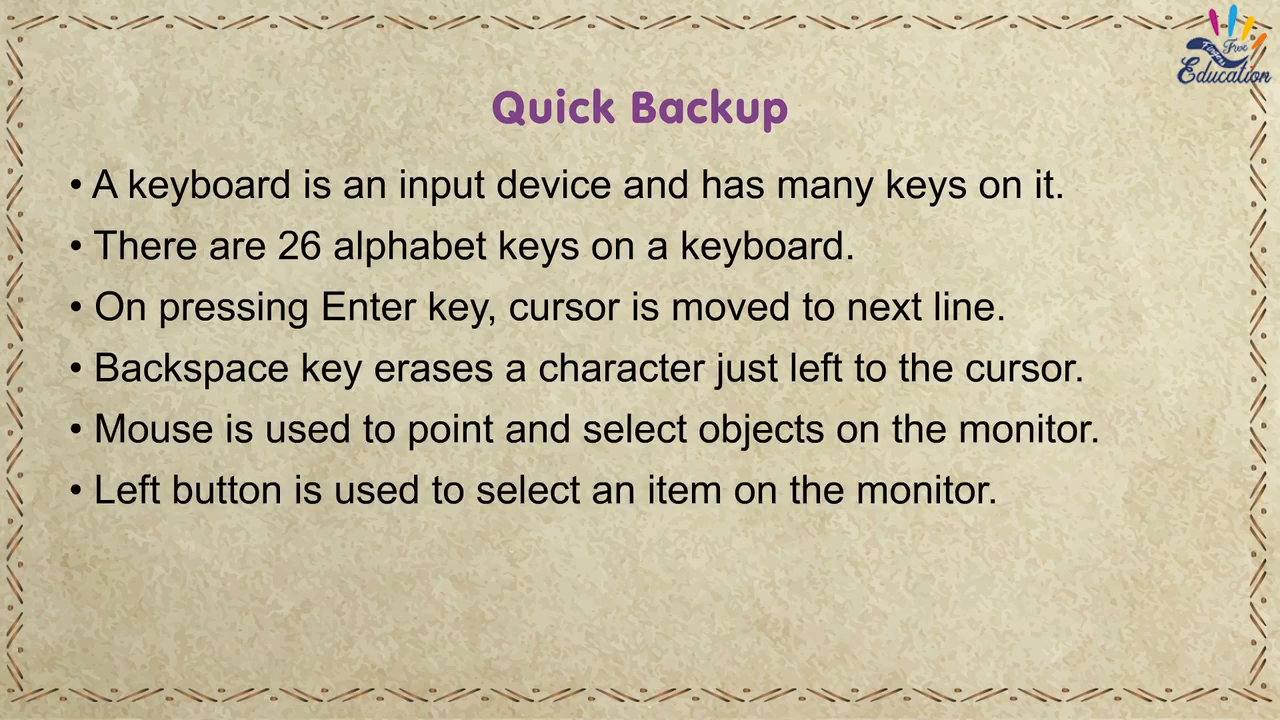 Five
Fingers
Education
Quick Backup
• A keyboard is an input device and has many keys on it.
• There are 26 alphabet keys on a keyboard.
• On pressing Enter key, cursor is moved to next line.
• Backspace key erases a character just left to the cursor.
• Mouse is used to point and select objects on the monitor.
• Left button is used to select an item on the monitor.